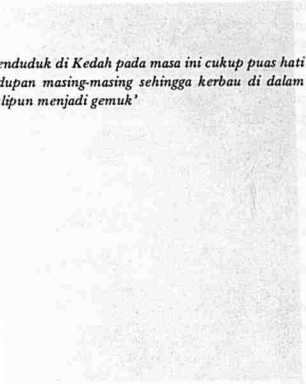 enduduk di Kedah pada masa ini cukup puas hati
dupan masing-masing sehingga kerbau di dalam
lipun menjadi gemuk’